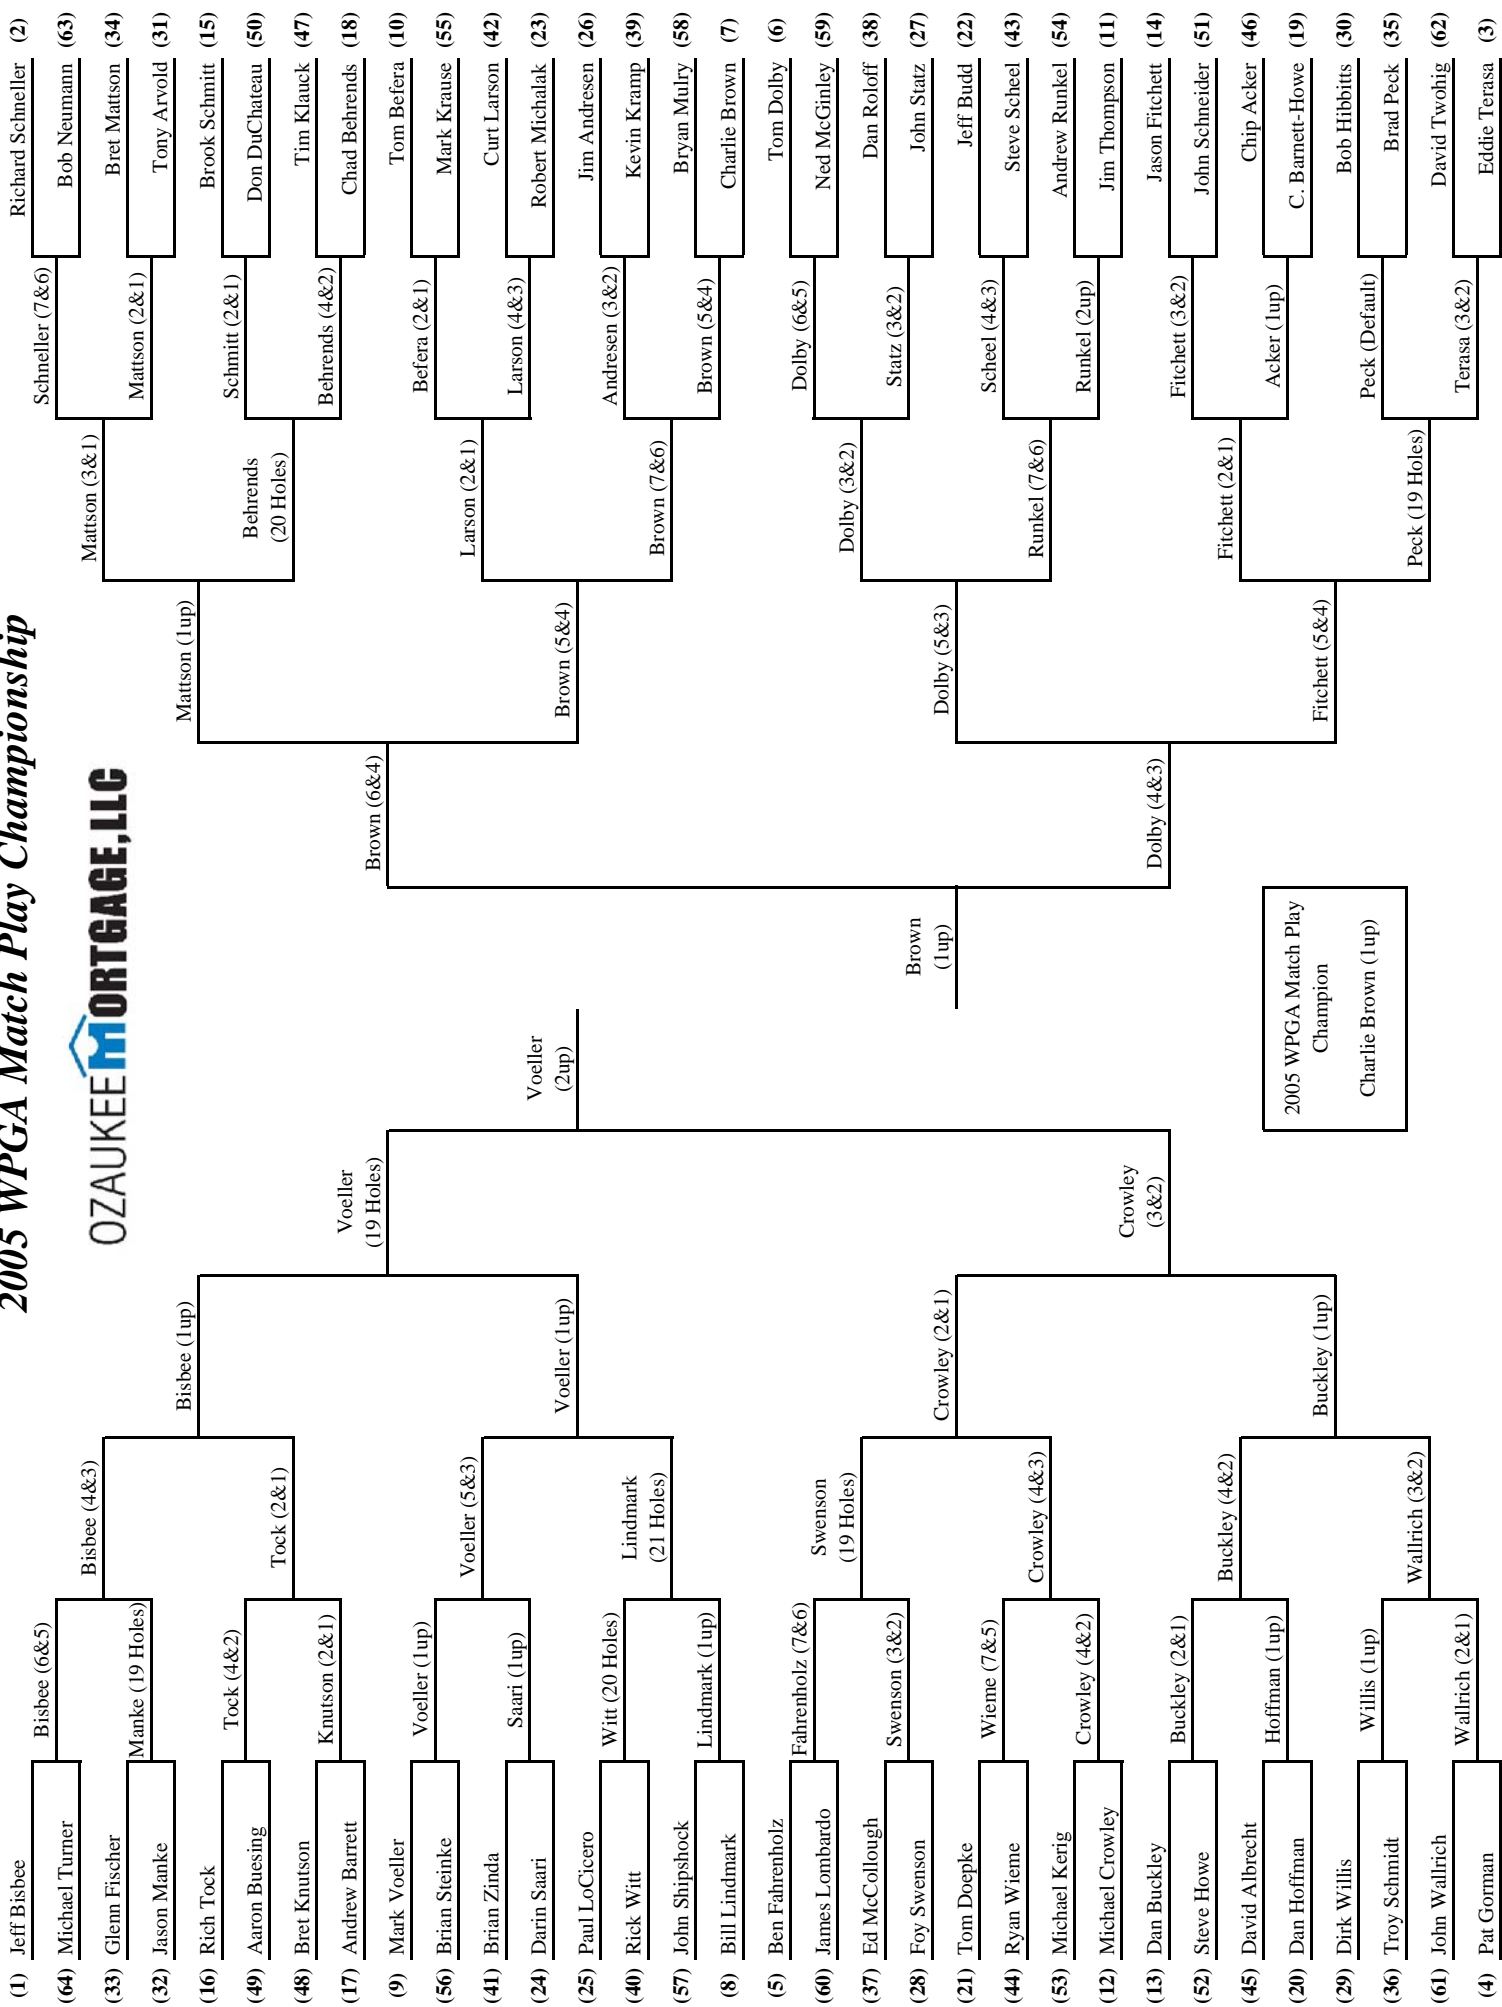 2005 WPGA Match Play Championship
OZAUKEE MORTGAGE,LLC
(1) Jeff Bisbee
(64) Michael Turner
(33) Glenn Fischer
(32) Jason Manke
(16) Rich Tock
(49) Aaron Buesing
(48) Bret Knutson
(17) Andrew Barrett
(9) Mark Voeller
(56) Brian Steinke
(41) Brian Zinda
(24) Darin Saari
(25) Paul LoCicero
(40) Rick Witt
(57) John Shipshock
(8) Bill Lindmark
(5) Ben Fahrenholz
(60) James Lombardo
(37) Ed McCollough
(28) Foy Swenson
(21) Tom Doepke
(44) Ryan Wieme
(53) Michael Kerig
(12) Michael Crowley
(13) Dan Buckley
(52) Steve Howe
(45) David Albrecht
(20) Dan Hoffman
(29) Dirk Willis
(36) Troy Schmidt
(61) John Wallrich
(4) Pat Gorman
Bisbee (6&5)
Manke (19 Holes)
Tock (4&2)
Knutson (2&1)
Voeller (1up)
Saari (1up)
Witt (20 Holes)
Lindmark (1up)
Fahrenholz (7&6)
Swenson (3&2)
Wieme (7&5)
Crowley (4&2)
Buckley (2&1)
Hoffman (1up)
Willis (1up)
Wallrich (2&1)
Bisbee (4&3)
Tock (2&1)
Voeller (5&3)
Lindmark
(21 Holes)
Swenson
(19 Holes)
Crowley (4&3)
Buckley (4&2)
Wallrich (3&2)
Bisbee (1up)
Voeller (1up)
Crowley (2&1)
Buckley (1up)
Voeller
(19 Holes)
Crowley
(3&2)
Voeller
(2up)
Brown
(1up)
2005 WPGA Match Play
Champion
Charlie Brown (1up)
Brown (6&4)
Dolby (4&3)
Mattson (1up)
Brown (5&4)
Dolby (5&3)
Fitchett (5&4)
Mattson (3&1)
Behrends
(20 Holes)
Larson (2&1)
Brown (7&6)
Dolby (3&2)
Runkel (7&6)
Fitchett (2&1)
Peck (19 Holes)
Schneller (7&6)
Mattson (2&1)
Schmitt (2&1)
Behrends (4&2)
Befera (2&1)
Larson (4&3)
Andresen (3&2)
Brown (5&4)
Dolby (6&5)
Statz (3&2)
Scheel (4&3)
Runkel (2up)
Fitchett (3&2)
Acker (1up)
Peck (Default)
Terasa (3&2)
Richard Schneller (2)
Bob Neumann (63)
Bret Mattson (34)
Tony Arvold (31)
Brook Schmitt (15)
Don DuChateau (50)
Tim Klauck (47)
Chad Behrends (18)
Tom Befera (10)
Mark Krause (55)
Curt Larson (42)
Robert Michalak (23)
Jim Andresen (26)
Kevin Kramp (39)
Bryan Mulry (58)
Charlie Brown (7)
Tom Dolby (6)
Ned McGinley (59)
Dan Roloff (38)
John Statz (27)
Jeff Budd (22)
Steve Scheel (43)
Andrew Runkel (54)
Jim Thompson (11)
Jason Fitchett (14)
John Schneider (51)
Chip Acker (46)
C. Barnett-Howe (19)
Bob Hibbitts (30)
Brad Peck (35)
David Twohig (62)
Eddie Terasa (3)